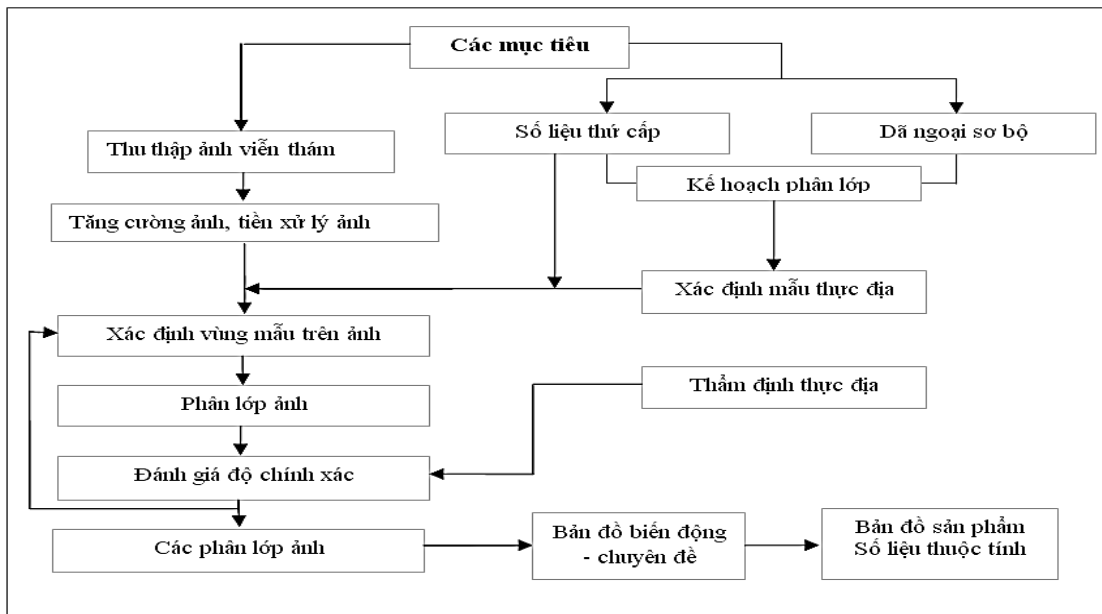 Các mục tiêu
Số liệu thứ cấp
Dã ngoại sơ bộ
Thu thập ảnh viễn thám
Kế hoạch phân lớp
Tăng cường ảnh, tiền xử lý ảnh
Xác định mẫu thực địa
Xác định vùng mẫu trên ảnh
Thẩm định thực địa
Phân lớp ảnh
Đánh giá độ chính xác
Các phân lớp ảnh
Bản đồ biến động
- chuyên đề
Bản đồ sản phẩm
Số liệu thuộc tính